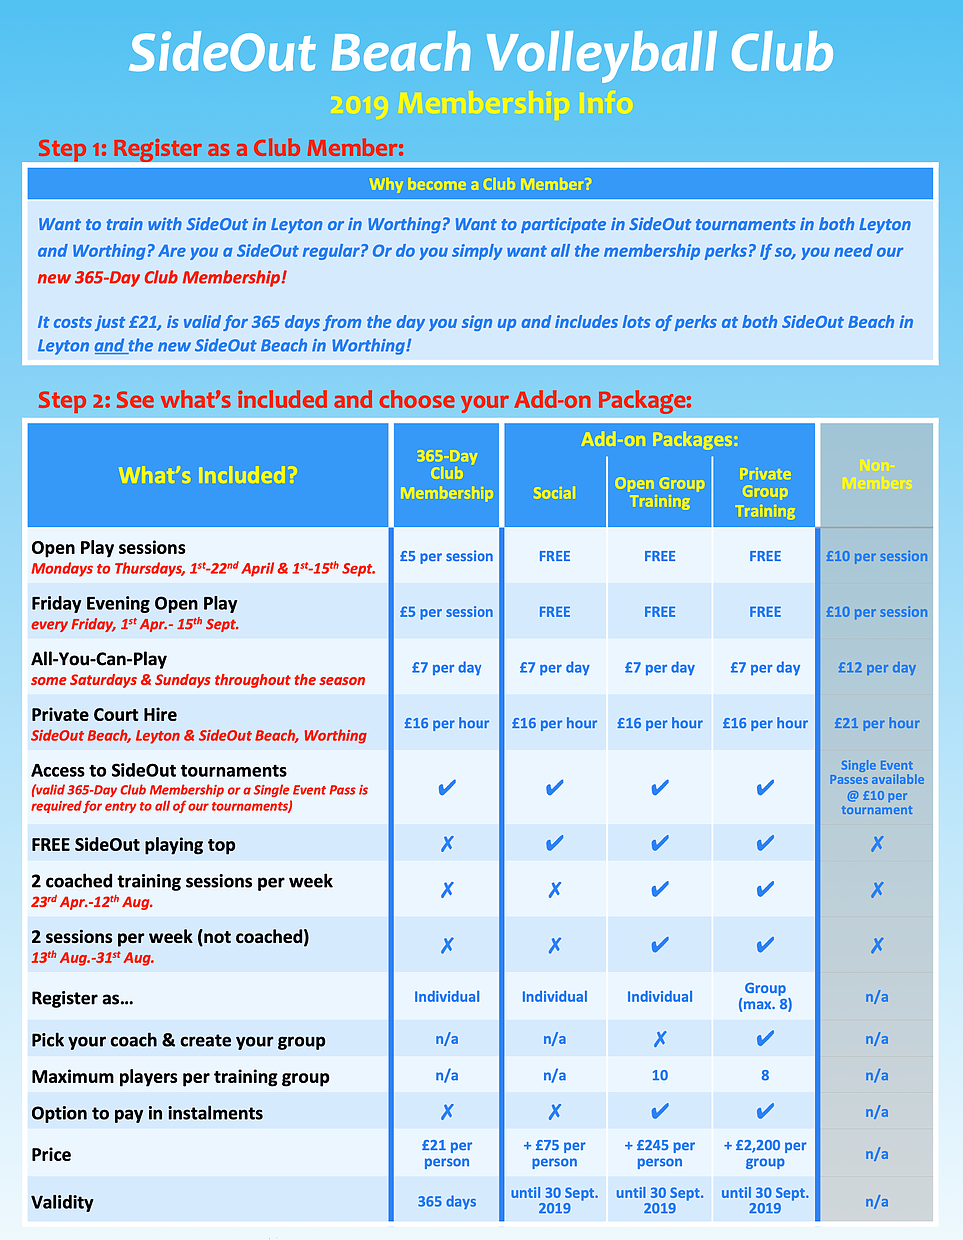 SideOut Beach Volleyball Club
2019 Membership Info
Step 1: Register as a Club Member:
Why become a Club Member?
Want to train with SideOut in Leyton or in Worthing? Want to participate in SideOut tournaments in both Leyton
and Worthing? Are you a SideOut regular? Or do you simply want all the membership perks? If so, you need our
new 365-Day Club Membership!
It costs just £21, is valid for 365 days from the day you sign up and includes lots of perks at both SideOut Beach in
Leyton and the new SideOut Beach in Worthing!
Step 2: See what's included and choose your Add-on Package:
What's Included?
365-Day
Club
Membership
Add-on Packages:
Social
Open Group
Training
Private
Group
Training
Non-
Members
Open Play sessions
Mondays to Thursdays, 1st-22nd April & 1st-15th Sept.
£5 per session
FREE
FREE
FREE
£10 per session
Friday Evening Open Play
every Friday, 1st Apr.- 15th Sept.
£5 per session
FREE
FREE
FREE
£10 per session
All-You-Can-Play
some Saturdays & Sundays throughout the season
£7 per day
£7 per day
£7 per day
£7 per day
£12 per day
Private Court Hire
SideOut Beach, Leyton & SideOut Beach, Worthing
£16 per hour
£16 per hour
£16 per hour
£16 per hour
£21 per hour
Access to SideOut tournaments
(valid 365-Day Club Membership or a Single Event Pass is
required for entry to all of our tournaments)
✔
✔
✔
✔
Single Event
Passes available
@ £10 per
tournament
FREE SideOut playing top
✗
✔
✔
✔
✗
2 coached training sessions per week
23rd Apr.-12th Aug.
✗
✗
✔
✔
✗
2 sessions per week (not coached)
13th Aug.-31st Aug.
✗
✗
✔
✔
✗
Register as...
Individual
Individual
Individual
Group
(max. 8)
n/a
Pick your coach & create your group
n/a
n/a
✗
✔
n/a
Maximum players per training group
n/a
n/a
10
8
n/a
Option to pay in instalments
✗
✗
✔
✔
n/a
Price
£21 per
person
+ £75 per
person
+ £245 per
person
+ £2,200 per
group
n/a
Validity
365 days
until 30 Sept.
2019
until 30 Sept.
2019
until 30 Sept.
2019
n/a